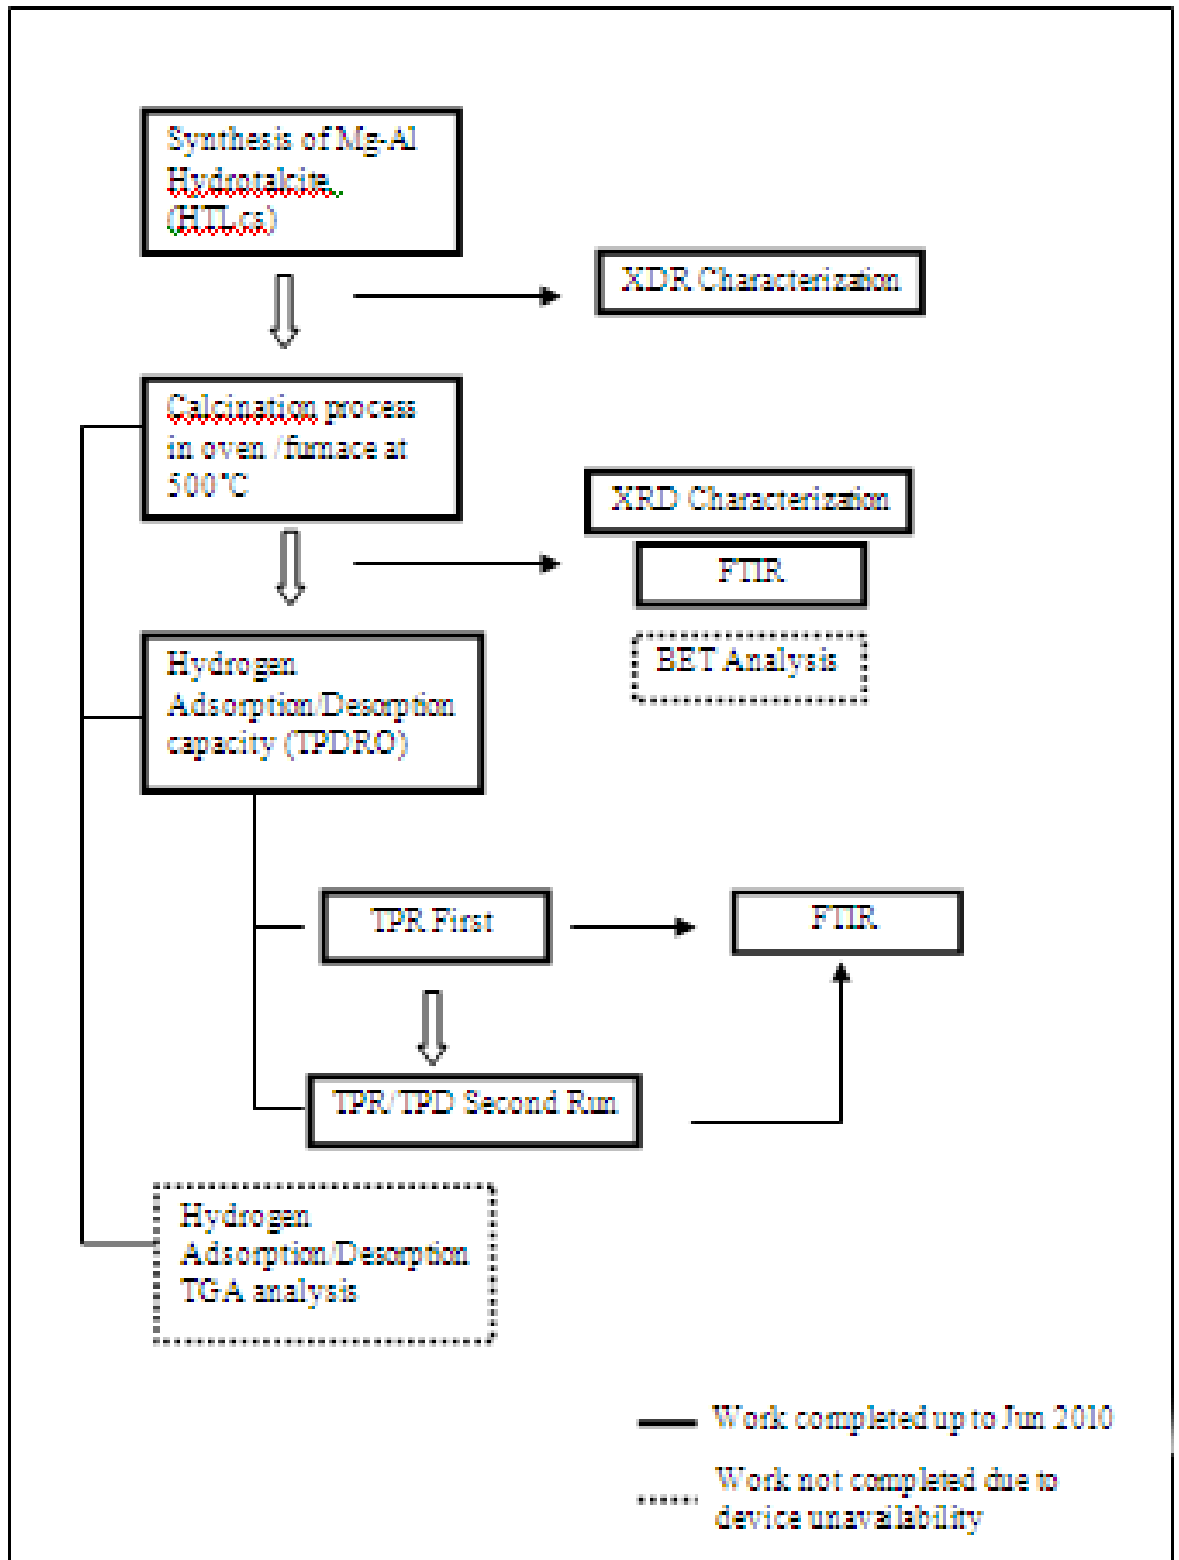 Synthesis of Mg-Al
Hydrotalcite
(HTLcs)
XDR Characterization
Calcination process
in oven /furnace at
500°C
XRD Characterization
FTIR
BET Analysis
Hydrogen
Adsorption/Desorption
capacity (TPDRO)
TPR First
FTIR
TPR/TPD Second Run
Hydrogen
Adsorption/Desorption
TGA analysis
Work completed up to Jun 2010
Work not completed due to
device unavailability